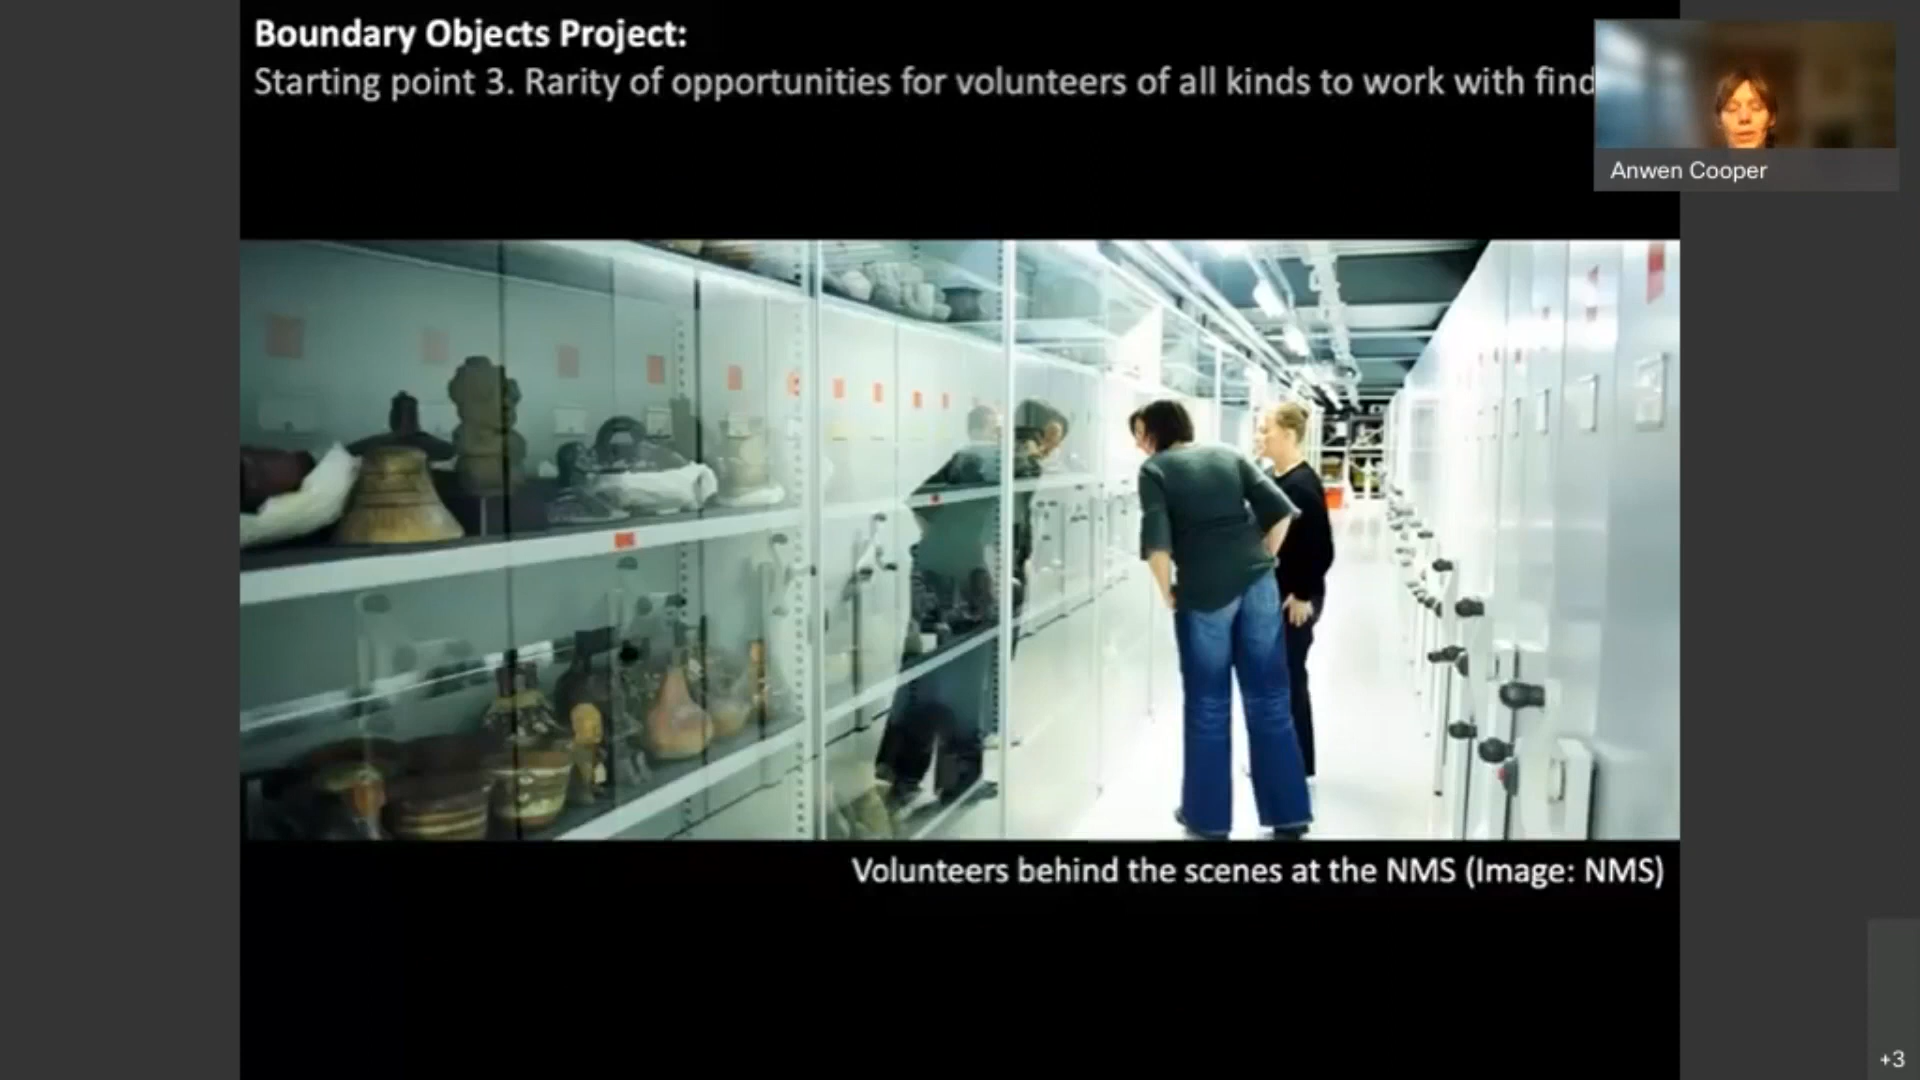 Boundary Objects Project:
Starting point 3. Rarity of opportunities for volunteers of all kinds to work with find
Anwen Cooper
Volunteers behind the scenes at the NMS (Image: NMS)
+3